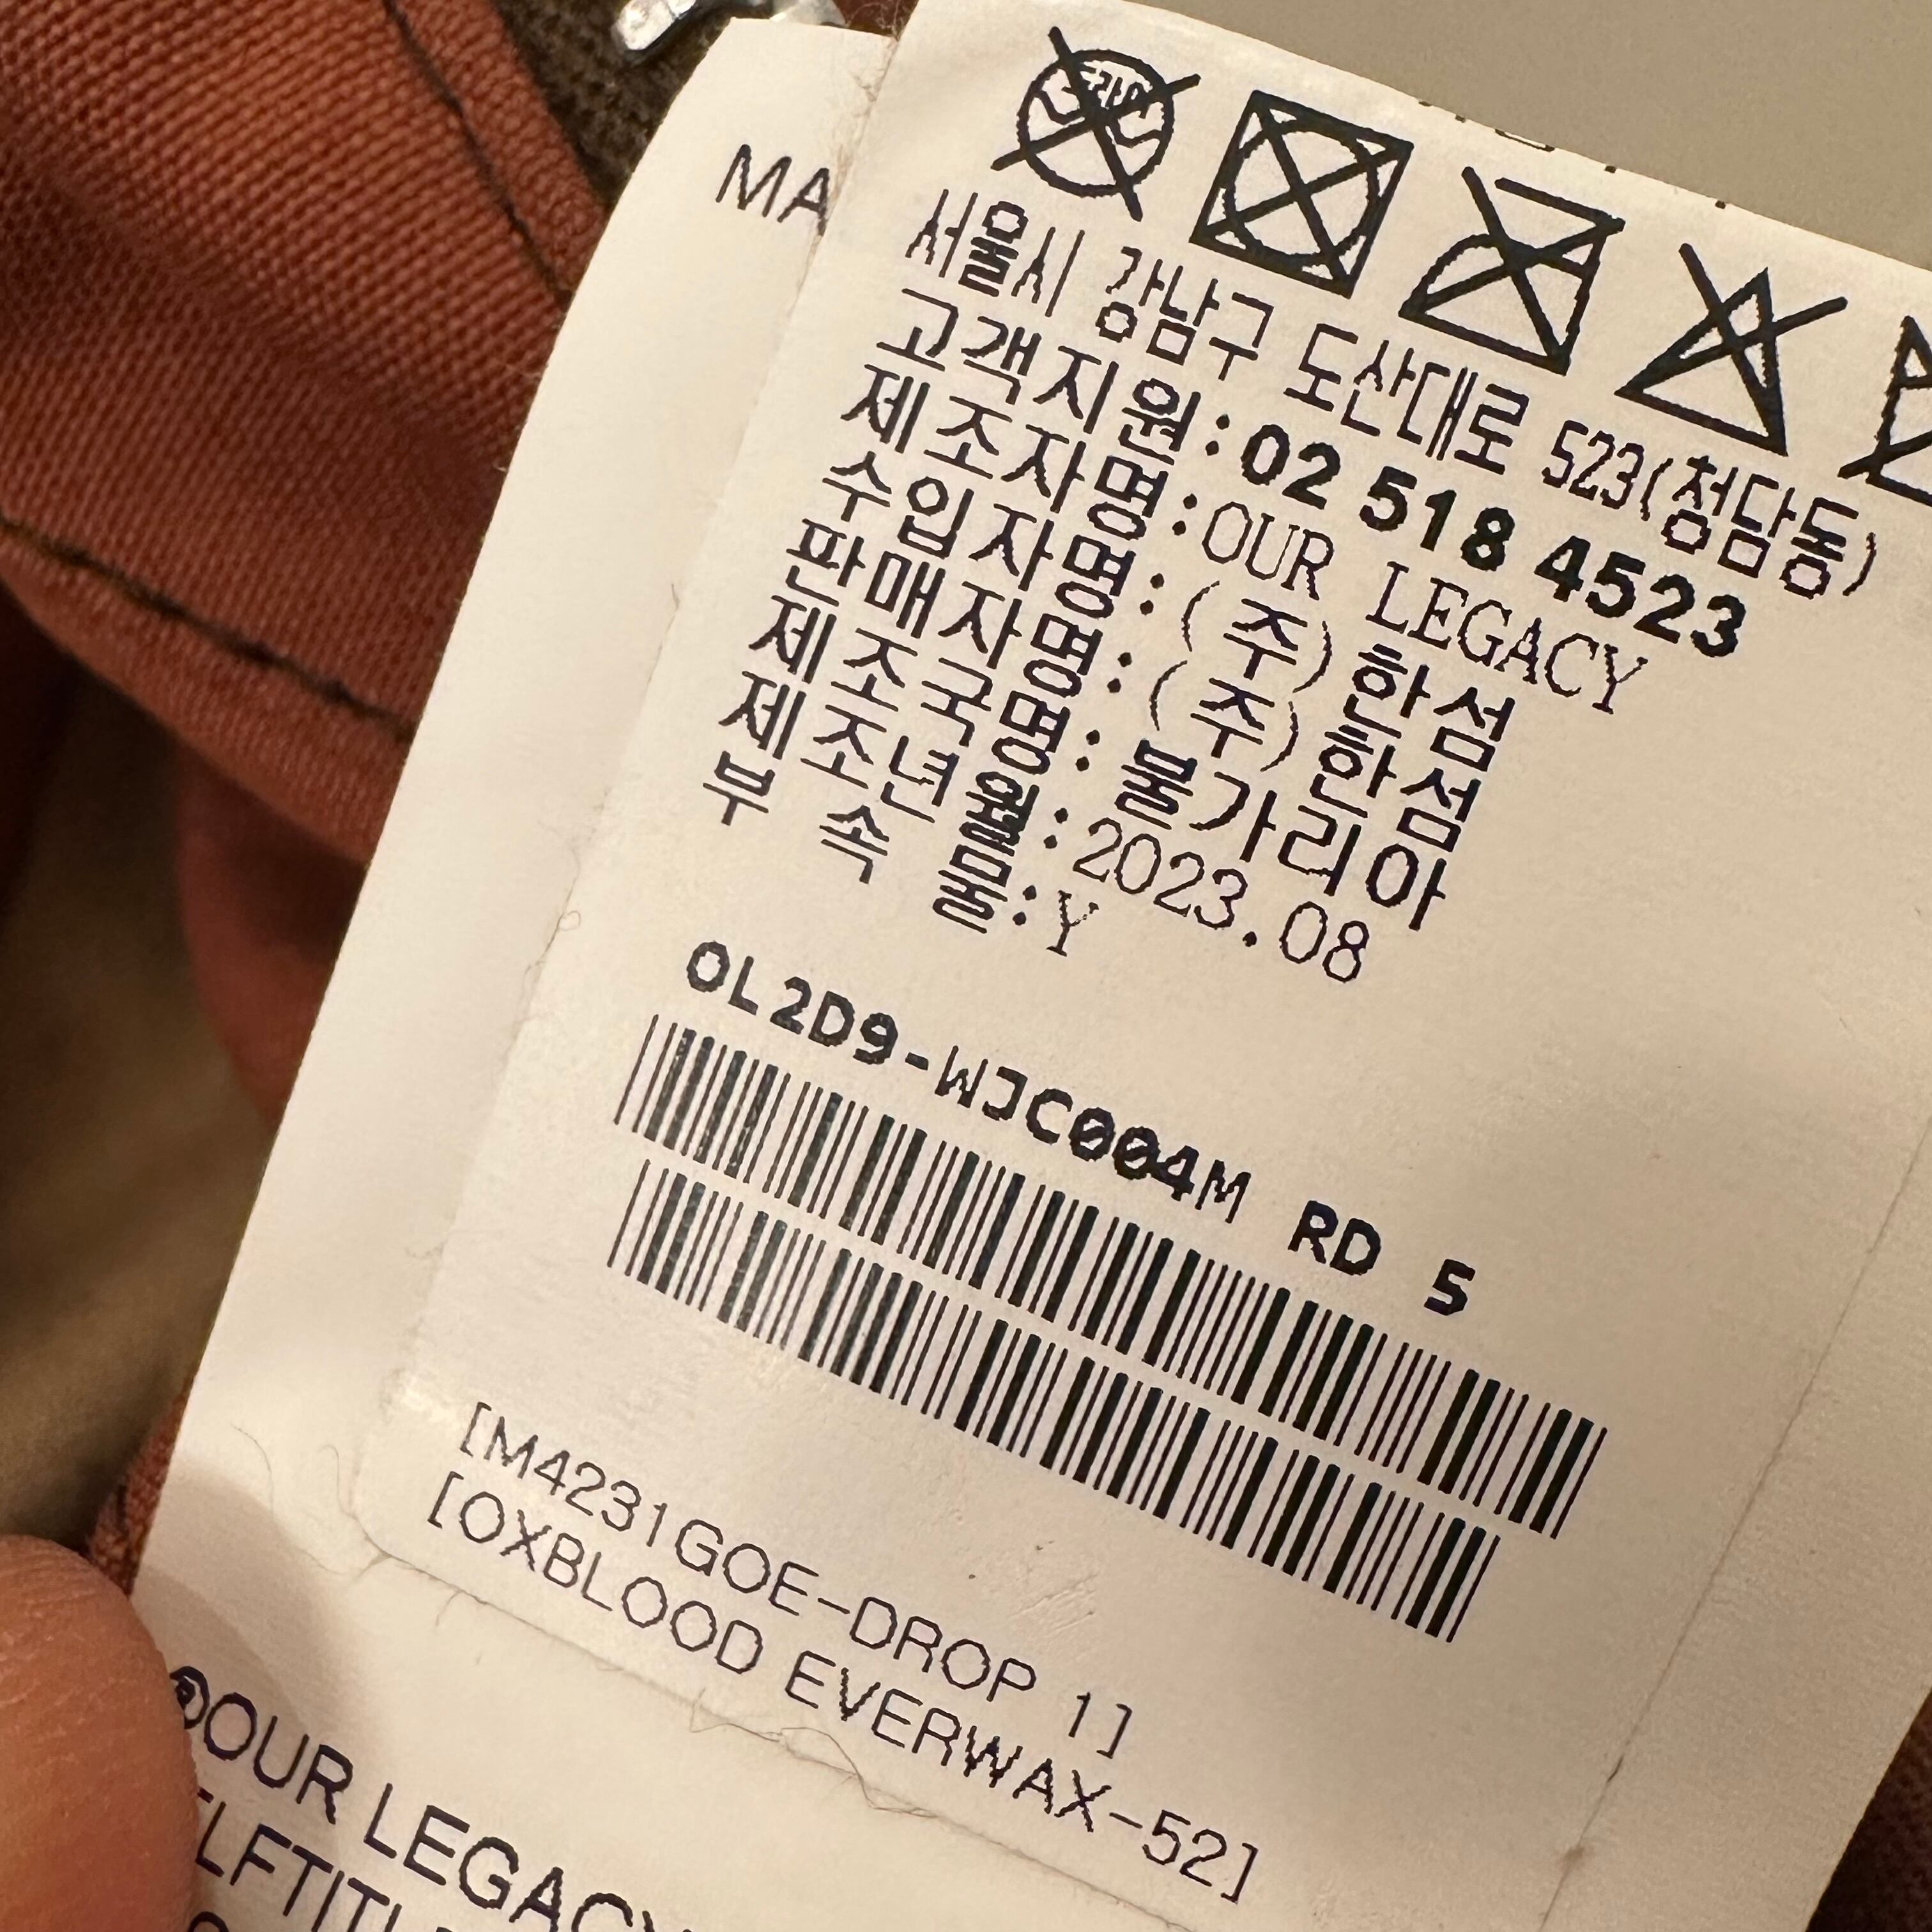 MA
서울시 강남구 도산대로 523(청담동)
고객지원:02 518 4523
제조자명:OUR LEGACY
수입자명:(주)한섬
판매자명:(주)한섬
제조국명:불가리아
제조년월:2023.08
부 속 물:Y
OL2D9-WJC004M RD 5
[M4231GOE-DROP 1]
[OXBLOOD EVERWAX-52]
©OUR LEGACY